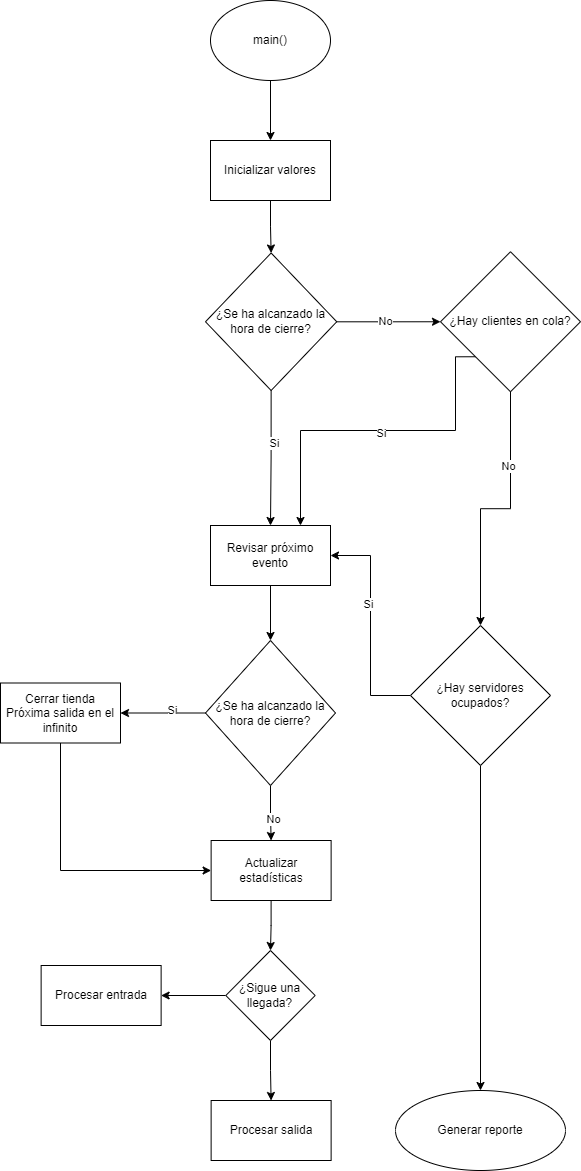 main()
Inicializar valores
¿Se ha alcanzado la
hora de cierre?
No
¿Hay clientes en cola?
Si
Si
No
Revisar próximo
evento
Si
¿Se ha alcanzado la
hora de cierre?
¿Hay servidores
ocupados?
Cerrar tienda
Próxima salida en el
infinito
Si
No
Actualizar
estadísticas
¿Sigue una
llegada?
Procesar entrada
Procesar salida
Generar reporte